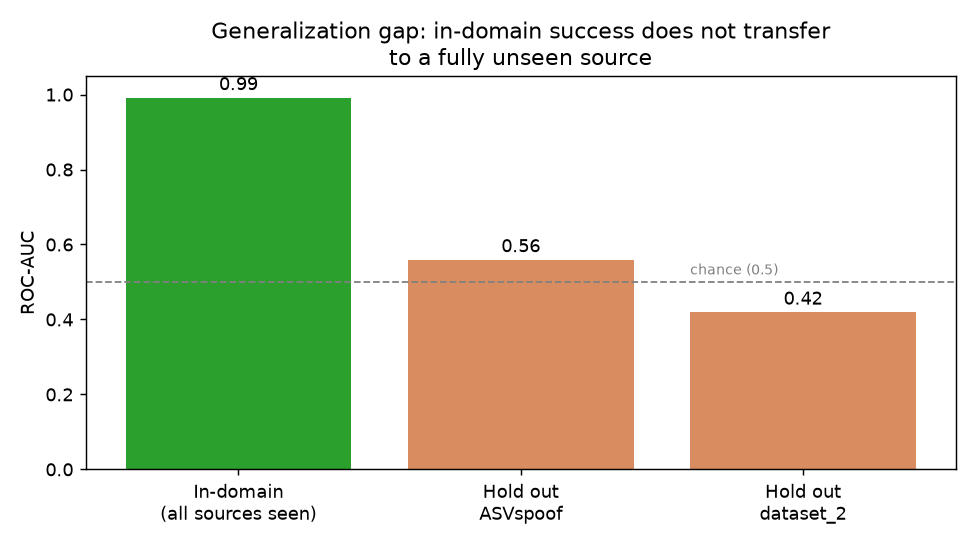 Generalization gap: in-domain success does not transfer
to a fully unseen source
ROC-AUC
1.0
0.8
0.6
0.4
0.2
0.0
0.99
0.56
chance (0.5)
0.42
In-domain
(all sources seen)
Hold out
ASVspoof
Hold out
dataset_2